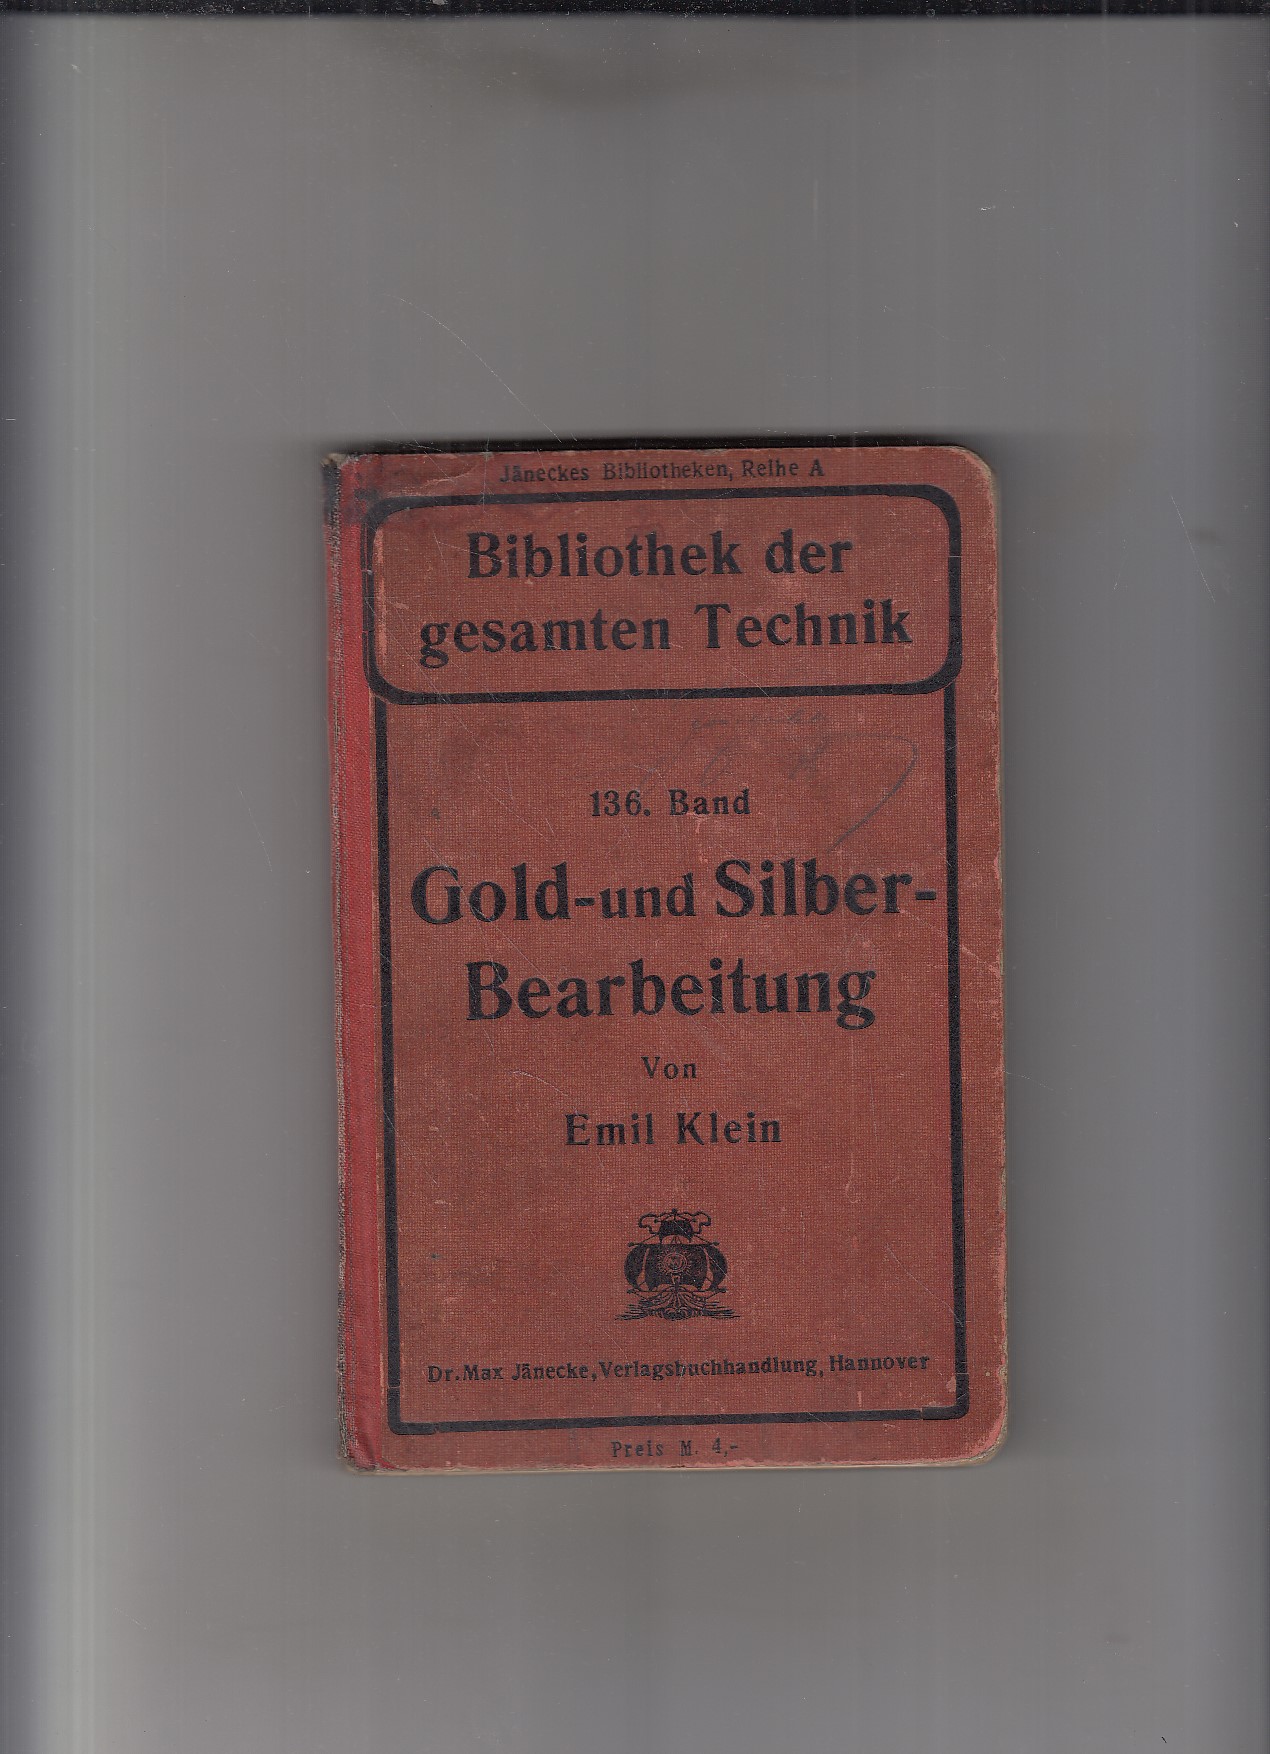 Jäneckes Bibliotheken, Reihe A
Bibliothek der
gesamten Technik
136. Band
Gold-und Silber-
Bearbeitung
Von
Emil Klein
Dr. Max Jänecke, Verlagsbuchhandlung, Hannover
Preis M. 4,-